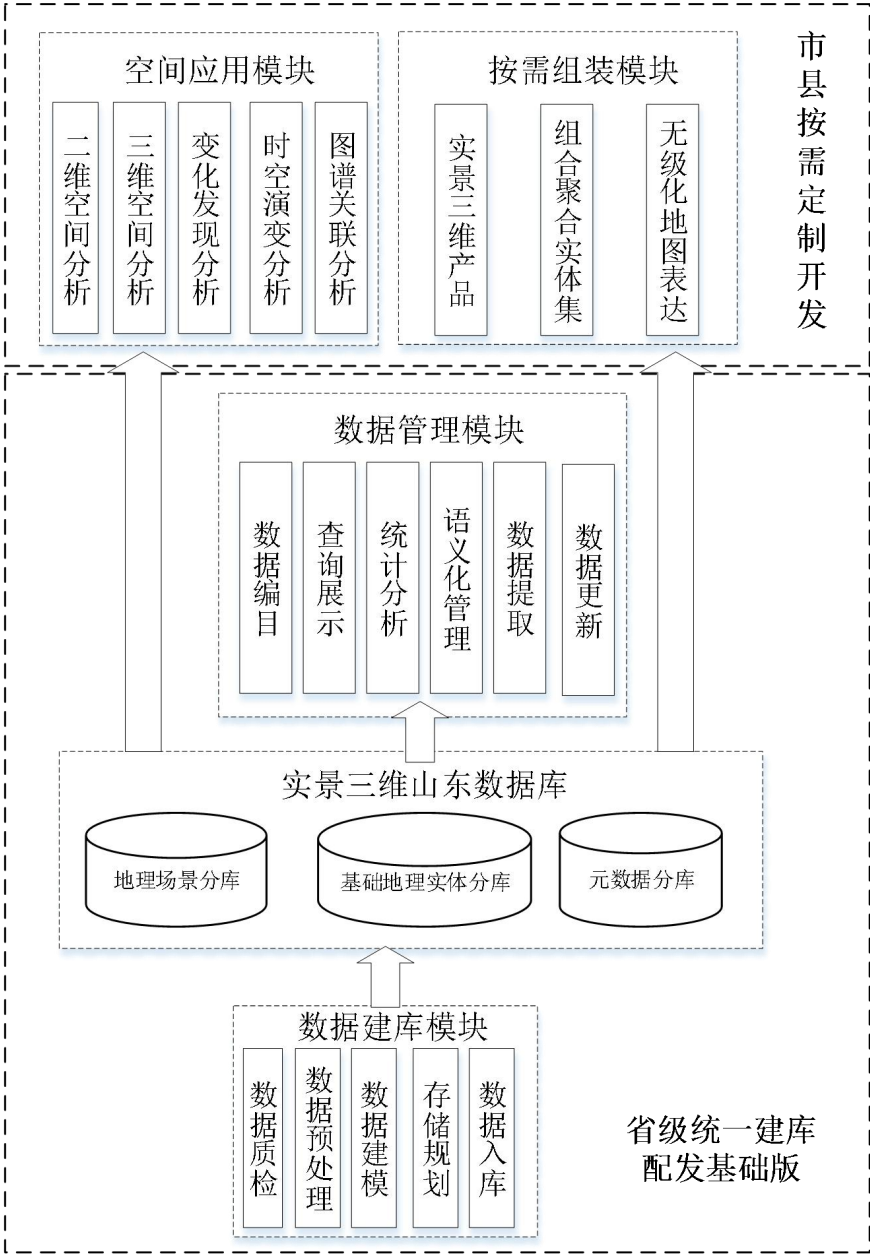 空间应用模块
二维空间分析
三维空间分析
变化发现分析
时空演变分析
图谱关联分析
按需组装模块
实景三维产品
组合聚合实体集
无级化地图表达
市县按需定制开发
数据管理模块
数据编目
查询展示
统计分析
语义化管理
数据提取
数据更新
实景三维山东数据库
地理场景分库
基础地理实体分库
元数据分库
数据建库模块
数据质检
数据预处理
数据建模
存储规划
数据入库
省级统一建库
配发基础版